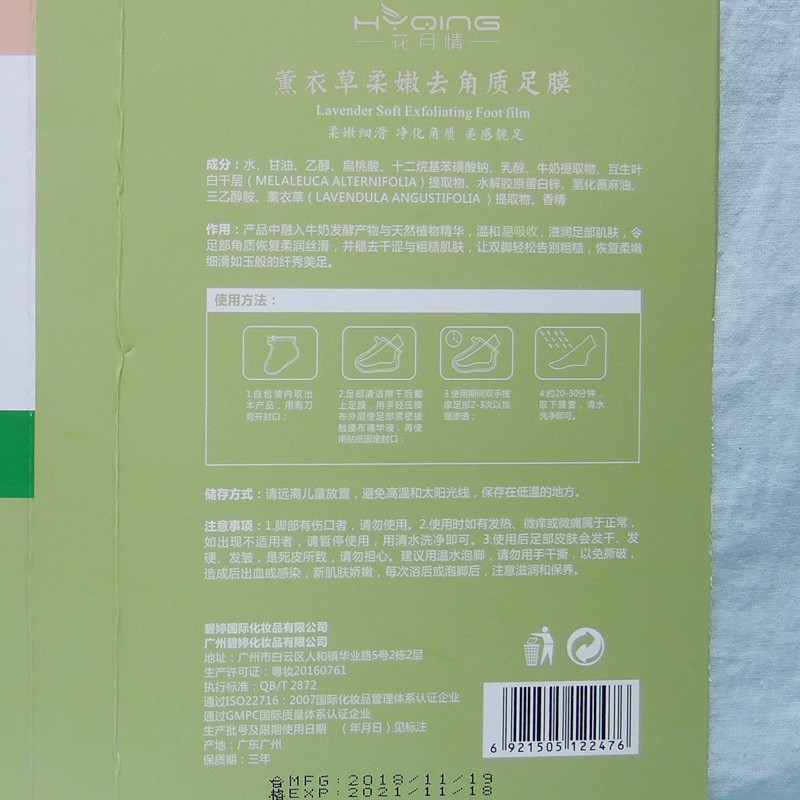 HYQING
花月情
薰衣草柔嫩去角质足膜
Lavender Soft Exfoliating Foot film
柔嫩细滑 净化角质 美感靓足
成分：水、甘油、乙醇、扁桃酸、十二烷基苯磺酸钠、乳酸、牛奶提取物、互生叶
白千层（MELALEUCA ALTERNIFOLIA）提取物、水解胶原蛋白锌、氢化蓖麻油、
三乙醇胺、薰衣草（LAVENDULA ANGUSTIFOLIA ）提取物、香精
作用：产品中融入牛奶发酵产物与天然植物精华，温和易吸收，滋润足部肌肤，令
足部角质恢复柔润丝滑，并褪去干涩与粗糙肌肤，让双脚轻松告别粗糙，恢复柔嫩
细滑如玉般的纤秀美足。
使用方法：
1.自包装内取出
本产品，用剪刀
剪开封口；
2.足部清洁擦干后戴
上足膜，用手轻压膜
布外层使足部紧密接
触膜布精华液，再使
用贴纸固定封口；
3.使用期间双手按
摩足部2-3次以加
强渗透；
4.约20-30分钟，
取下膜套，清水
洗净即可。
储存方式：请远离儿童放置，避免高温和太阳光线，保存在低温的地方。
注意事项：1.脚部有伤口者，请勿使用。2.使用时如有发热、微痒或微痛属于正常，
如出现不适用者，请暂停使用，用清水洗净即可。3.使用后足部皮肤会发干、发
硬、发皱，是死皮所致，请勿担心。建议用温水泡脚，请勿用手干撕，以免撕破，
造成后出血或感染，新肌肤娇嫩，每次浴后或泡脚后，注意滋润和保养。
碧婷国际化妆品有限公司
广州碧婷化妆品有限公司
地址：广州市白云区人和镇华业路5号2栋2层
生产许可证：粤妆20160761
执行标准：QB/T 2872
通过ISO22716：2007国际化妆品管理体系认证企业
通过GMPC国际质量体系认证企业
生产批号及限期使用日期 （年月日）见标注
产地：广东广州
保质期：三年
6 921505 122476
合格
MFG：2018/11/19
EXP：2021/11/18